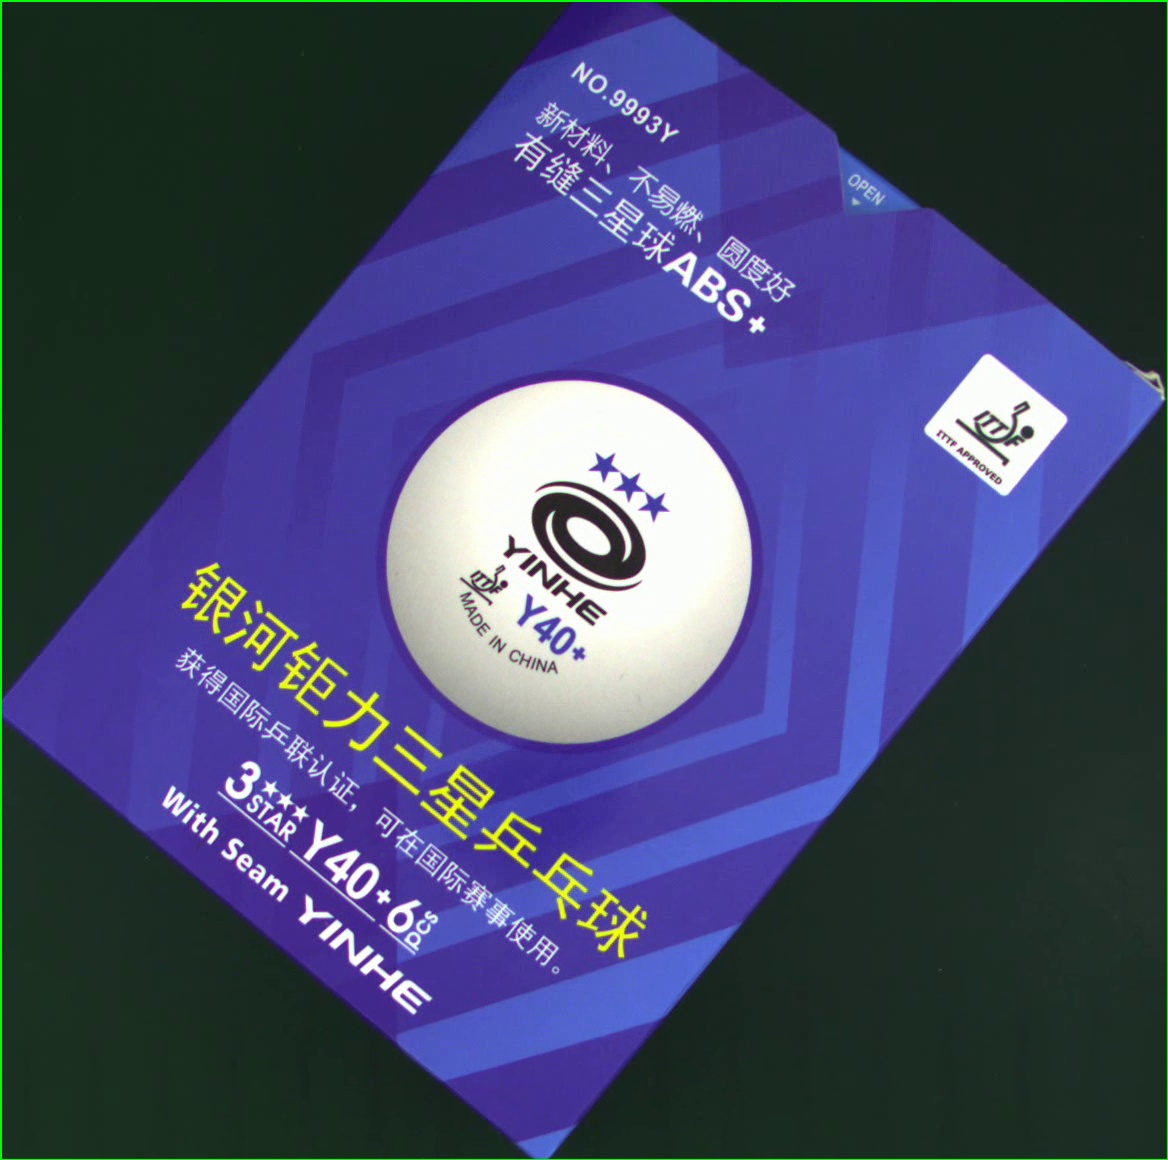 NO.9993Y
新材料、不易燃、圆度好
有缝三星球ABS+
OPEN
ITTF
ITTF APPROVED
YINHE
ITTF
Y40+
MADE IN CHINA
银河钜力三星乒乓球
获得国际乒联认证，可在国际赛事使用。
3 STAR Y40+ 6 PCS
With Seam YINHE